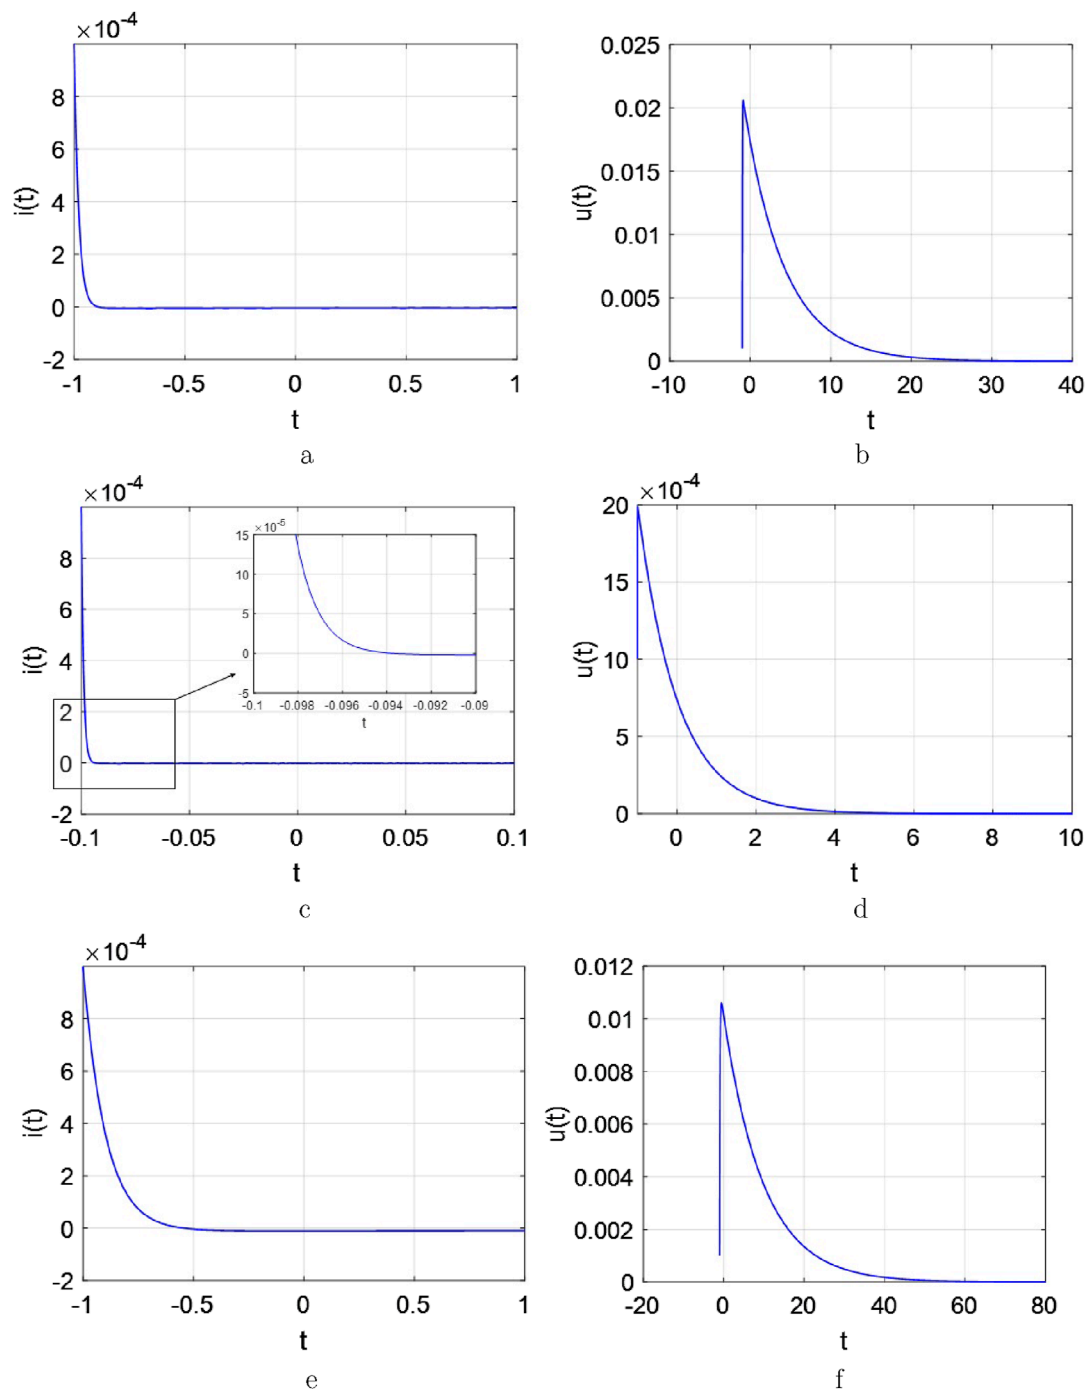 ×10-4
8
6
4
2
0
-2
i(t)
-1 -0.5 0 0.5 1
t
a
0.025
0.02
0.015
0.01
0.005
0
u(t)
-10 0 10 20 30 40
t
b
×10-4
8
6
4
2
0
-2
i(t)
-0.1 -0.05 0 0.05 0.1
t
×10-5
15
10
5
0
-5
-0.1 -0.098 -0.096 -0.094 -0.092 -0.09
t
c
×10-4
20
15
10
5
0
u(t)
0 2 4 6 8 10
t
d
×10-4
8
6
4
2
0
-2
i(t)
-1 -0.5 0 0.5 1
t
e
0.012
0.01
0.008
0.006
0.004
0.002
0
u(t)
-20 0 20 40 60 80
t
f